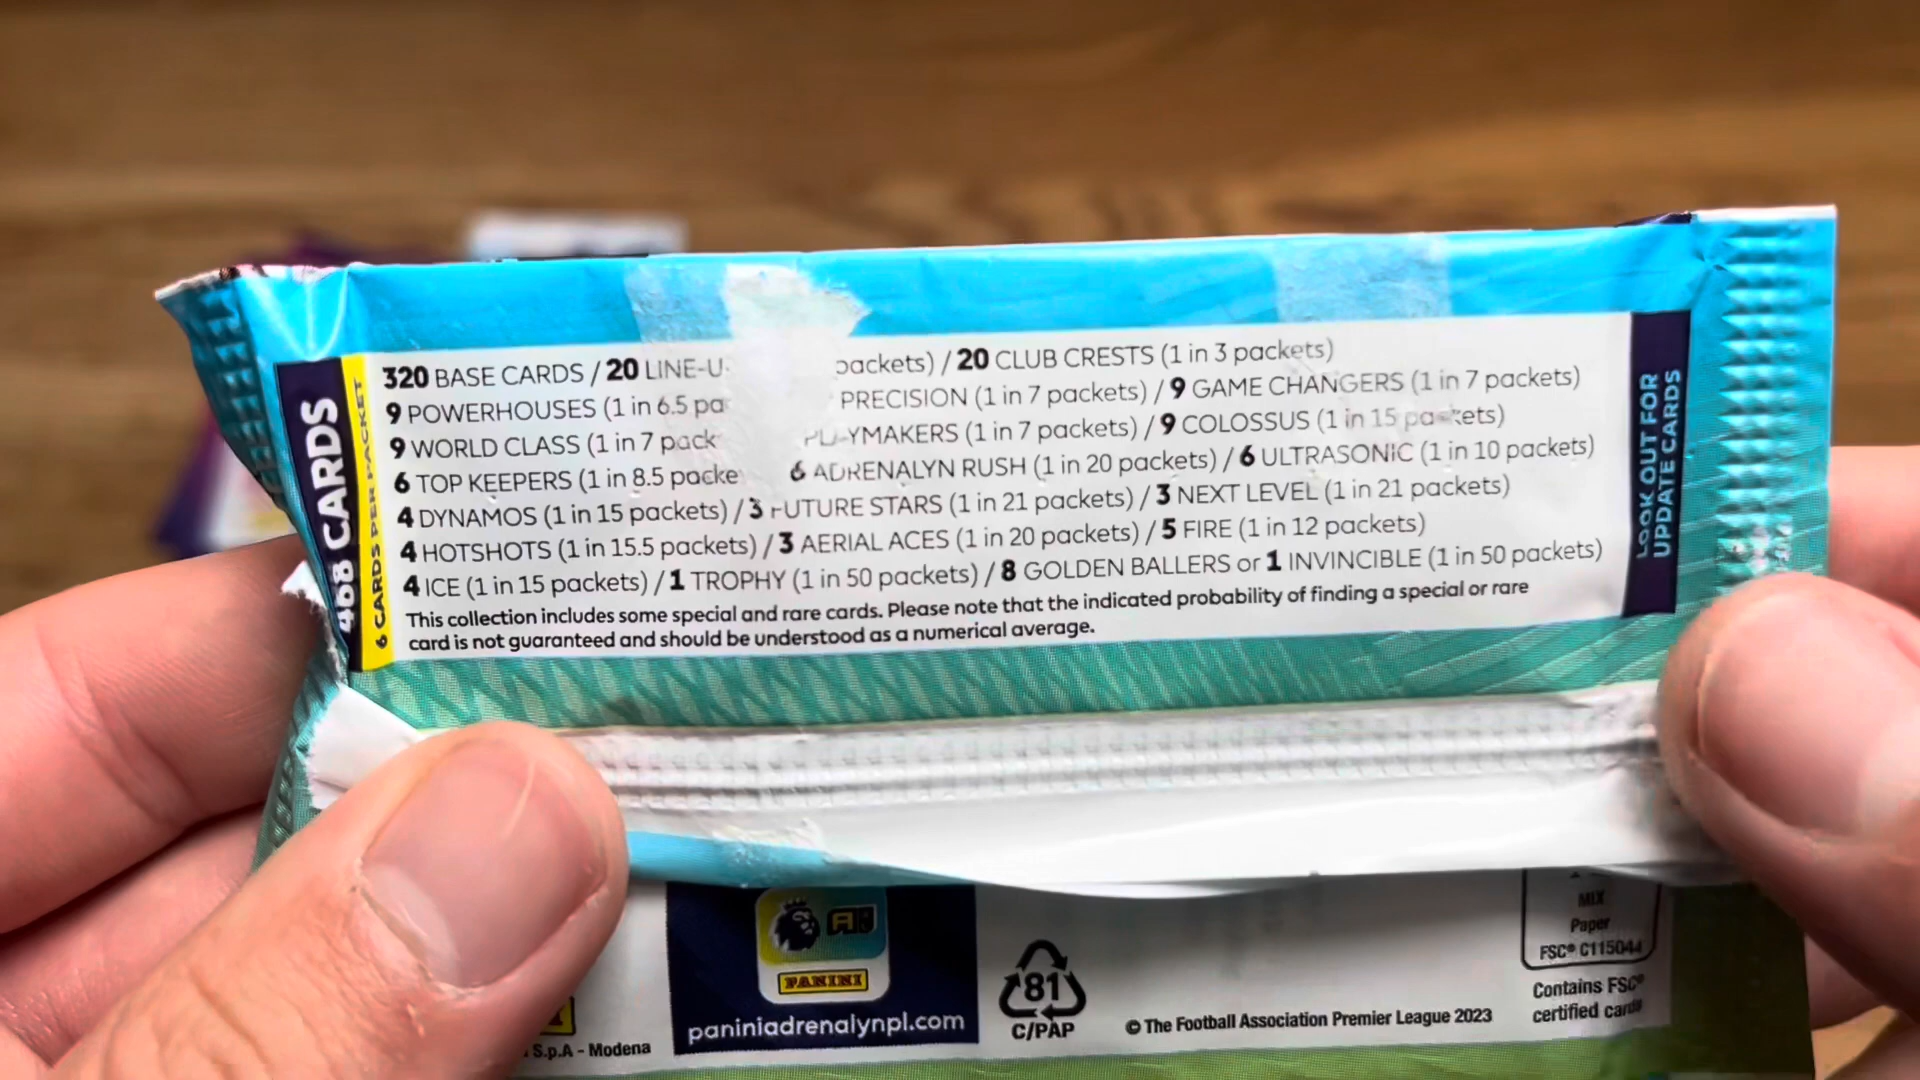 468 CARDS
6 CARDS PER PACKET
320 BASE CARDS / 20 LINE-U packets) / 20 CLUB CRESTS (1 in 3 packets)
9 POWERHOUSES (1 in 6.5 pa PRECISION (1 in 7 packets) / 9 GAME CHANGERS (1 in 7 packets)
9 WORLD CLASS (1 in 7 pack PLAYMAKERS (1 in 7 packets) / 9 COLOSSUS (1 in 15 packets)
6 TOP KEEPERS (1 in 8.5 packe 6 ADRENALYN RUSH (1 in 20 packets) / 6 ULTRASONIC (1 in 10 packets)
4 DYNAMOS (1 in 15 packets) / 3 FUTURE STARS (1 in 21 packets) / 3 NEXT LEVEL (1 in 21 packets)
4 HOTSHOTS (1 in 15.5 packets) / 3 AERIAL ACES (1 in 20 packets) / 5 FIRE (1 in 12 packets)
4 ICE (1 in 15 packets) / 1 TROPHY (1 in 50 packets) / 8 GOLDEN BALLERS or 1 INVINCIBLE (1 in 50 packets)
This collection includes some special and rare cards. Please note that the indicated probability of finding a special or rare
card is not guaranteed and should be understood as a numerical average.
LOOK OUT FOR
UPDATE CARDS
S.p.A - Modena
PANINI
paniniadrenalynpl.com
81
C/PAP
© The Football Association Premier League 2023
MIX
Paper
FSC® C115044
Contains FSC®
certified cards